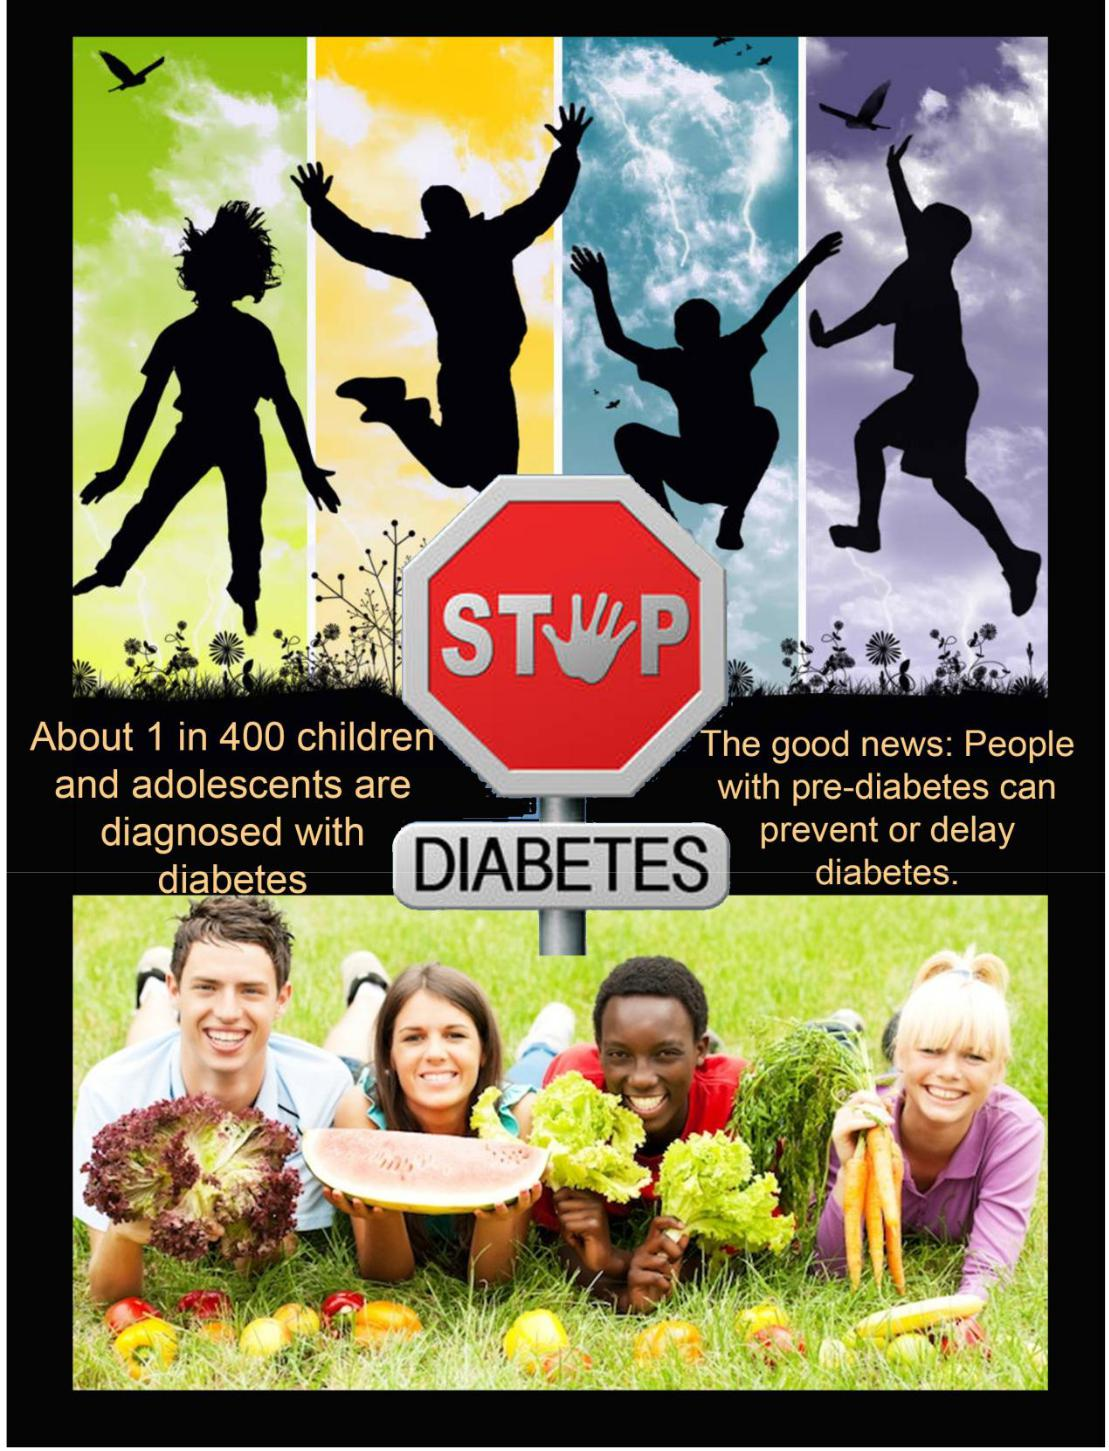 STOP
About 1 in 400 children
and adolescents are
diagnosed with
diabetes
The good news: People
with pre-diabetes can
prevent or delay
diabetes.
DIABETES